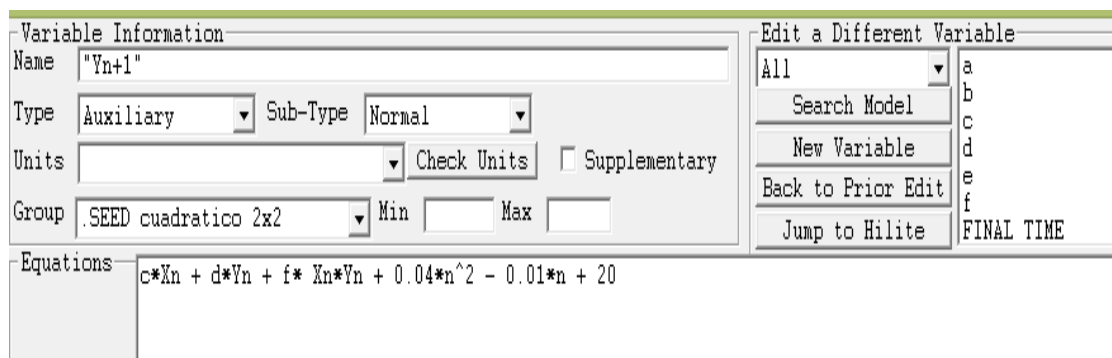 Variable Information
Name "Yn+1"
Type Auxiliary Sub-Type Normal
Units Check Units Supplementary
Group .SEED cuadratico 2x2 Min Max
Edit a Different Variable
All
Search Model
New Variable
Back to Prior Edit
Jump to Hilite
a
b
c
d
e
f
FINAL TIME
Equations
c*Xn + d*Yn + f* Xn*Yn + 0.04*n^2 - 0.01*n + 20